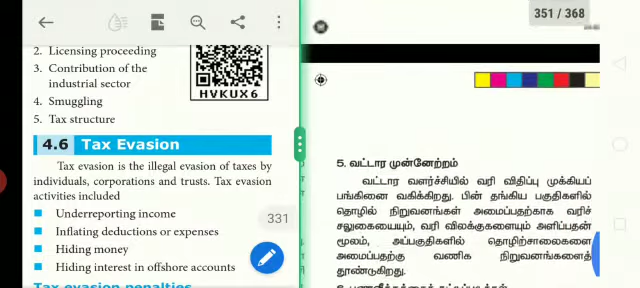 351 / 368
2. Licensing proceeding
3. Contribution of the
industrial sector
4. Smuggling
5. Tax structure
HVKUX6
4.6 Tax Evasion
Tax evasion is the illegal evasion of taxes by
individuals, corporations and trusts. Tax evasion
activities included
Underreporting income
Inflating deductions or expenses
Hiding money
Hiding interest in offshore accounts
Tax evasion penalties
331
5. வட்டார முன்னேற்றம்
வட்டார வளர்ச்சியில் வரி விதிப்பு முக்கியப்
பங்கினை வகிக்கிறது. பின் தங்கிய பகுதிகளில்
தொழில் நிறுவனங்கள் அமைப்பதற்காக வரிச்
சலுகையையும், வரி விலக்குகளையும் அளிப்பதன்
மூலம், அப்பகுதிகளில் தொழிற்சாலைகளை
அமைப்பதற்கு வணிக நிறுவனங்களைத்
தூண்டுகிறது.